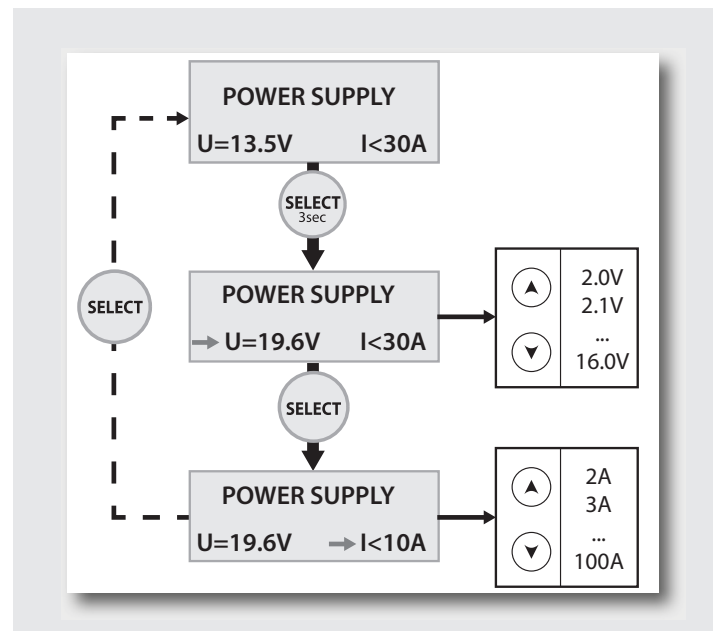 POWER SUPPLY
U=13.5V I<30A
SELECT
3sec
POWER SUPPLY
U=19.6V I<30A
2.0V
2.1V
...
16.0V
SELECT
SELECT
POWER SUPPLY
U=19.6V I<10A
2A
3A
...
100A